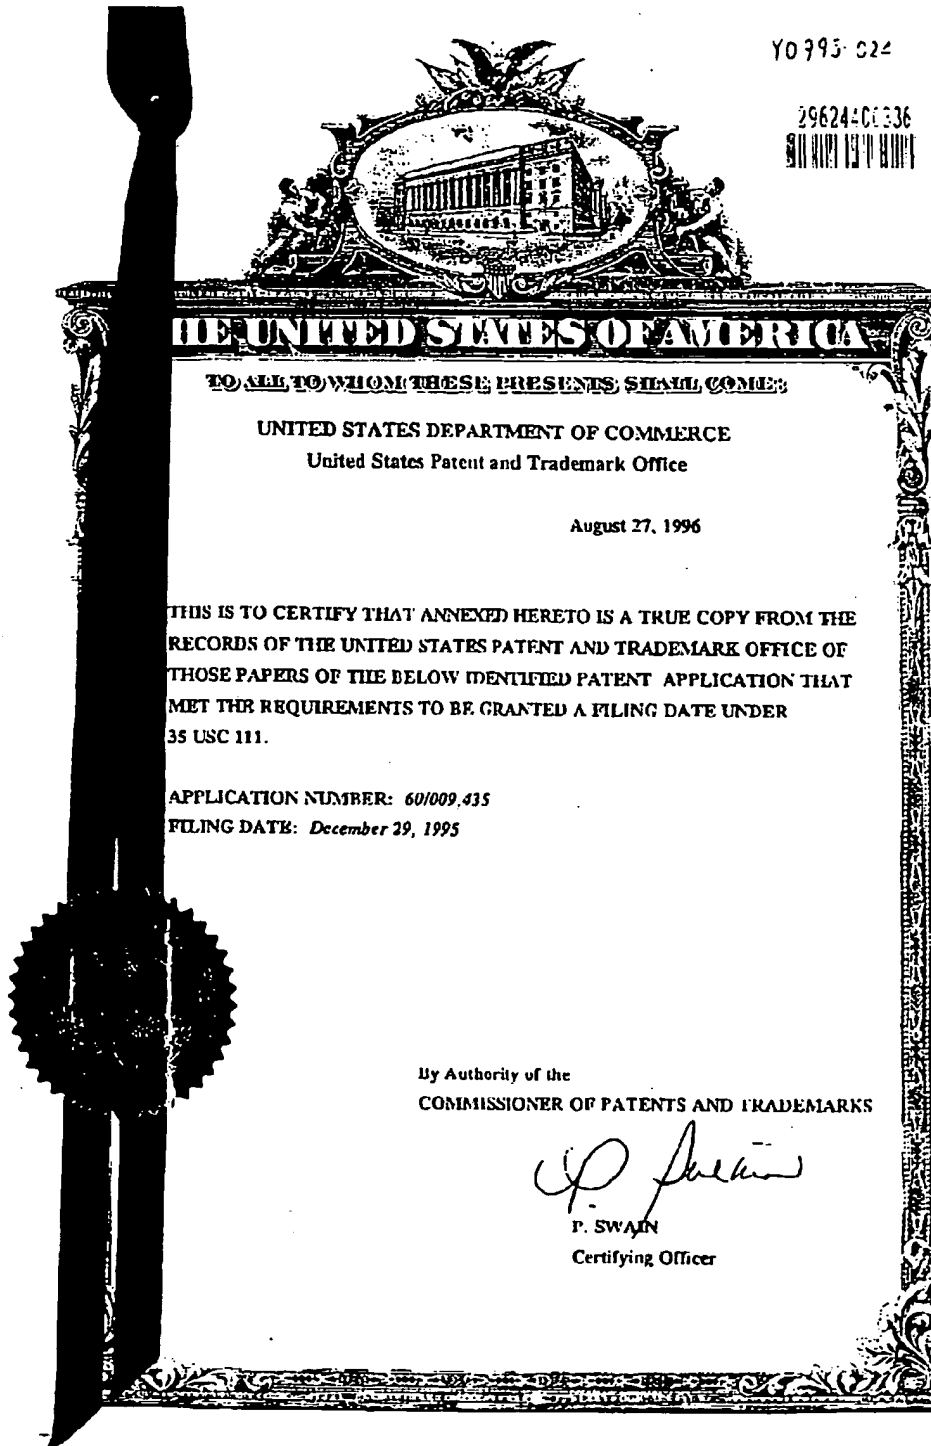 YO995-024
THE UNITED STATES OF AMERICA
TO ALL TO WHOM THESE PRESENTS SHALL COME:
UNITED STATES DEPARTMENT OF COMMERCE
United States Patent and Trademark Office
August 27, 1996
THIS IS TO CERTIFY THAT ANNEXED HERETO IS A TRUE COPY FROM THE
RECORDS OF THE UNITED STATES PATENT AND TRADEMARK OFFICE OF
THOSE PAPERS OF THE BELOW IDENTIFIED PATENT APPLICATION THAT
MET THE REQUIREMENTS TO BE GRANTED A FILING DATE UNDER
35 USC 111.
APPLICATION NUMBER: 60/009,435
FILING DATE: December 29, 1995
By Authority of the
COMMISSIONER OF PATENTS AND TRADEMARKS
P. Swain
P. SWAIN
Certifying Officer